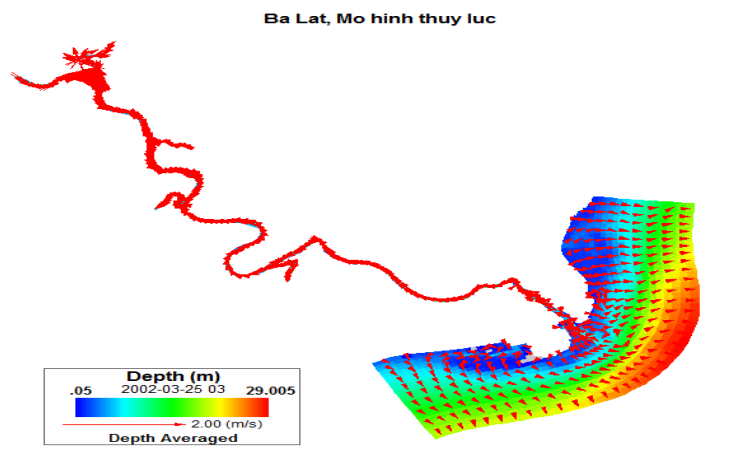 Ba Lat, Mo hinh thuy luc
Depth (m)
.05 2002-03-25 03 29.005
2.00 (m/s)
Depth Averaged